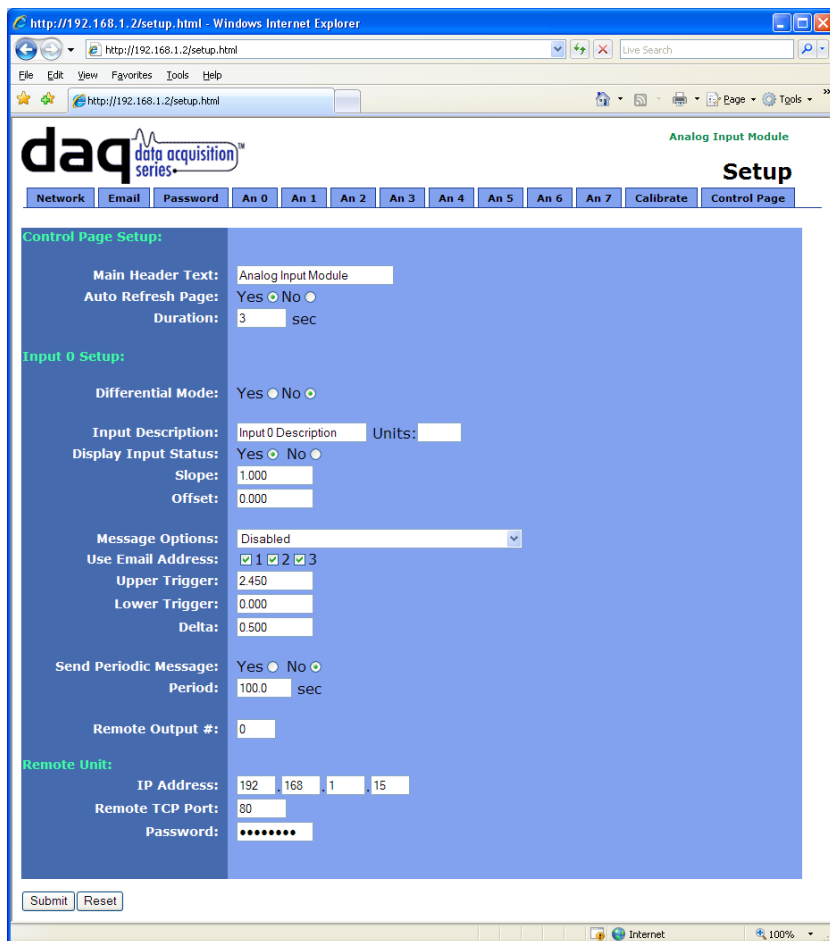 http://192.168.1.2/setup.html - Windows Internet Explorer
http://192.168.1.2/setup.html Live Search
File Edit View Favorites Tools Help
http://192.168.1.2/setup.html Page Tools »
daq data acquisition series™
Analog Input Module
Setup
Network Email Password An 0 An 1 An 2 An 3 An 4 An 5 An 6 An 7 Calibrate Control Page
Control Page Setup:
Main Header Text: Analog Input Module
Auto Refresh Page: Yes No
Duration: 3 sec
Input 0 Setup:
Differential Mode: Yes No
Input Description: Input 0 Description Units:
Display Input Status: Yes No
Slope: 1.000
Offset: 0.000
Message Options: Disabled
Use Email Address: 1 2 3
Upper Trigger: 2.450
Lower Trigger: 0.000
Delta: 0.500
Send Periodic Message: Yes No
Period: 100.0 sec
Remote Output #: 0
Remote Unit:
IP Address: 192 . 168 . 1 . 15
Remote TCP Port: 80
Password: ••••••••
Submit Reset
Internet 100%